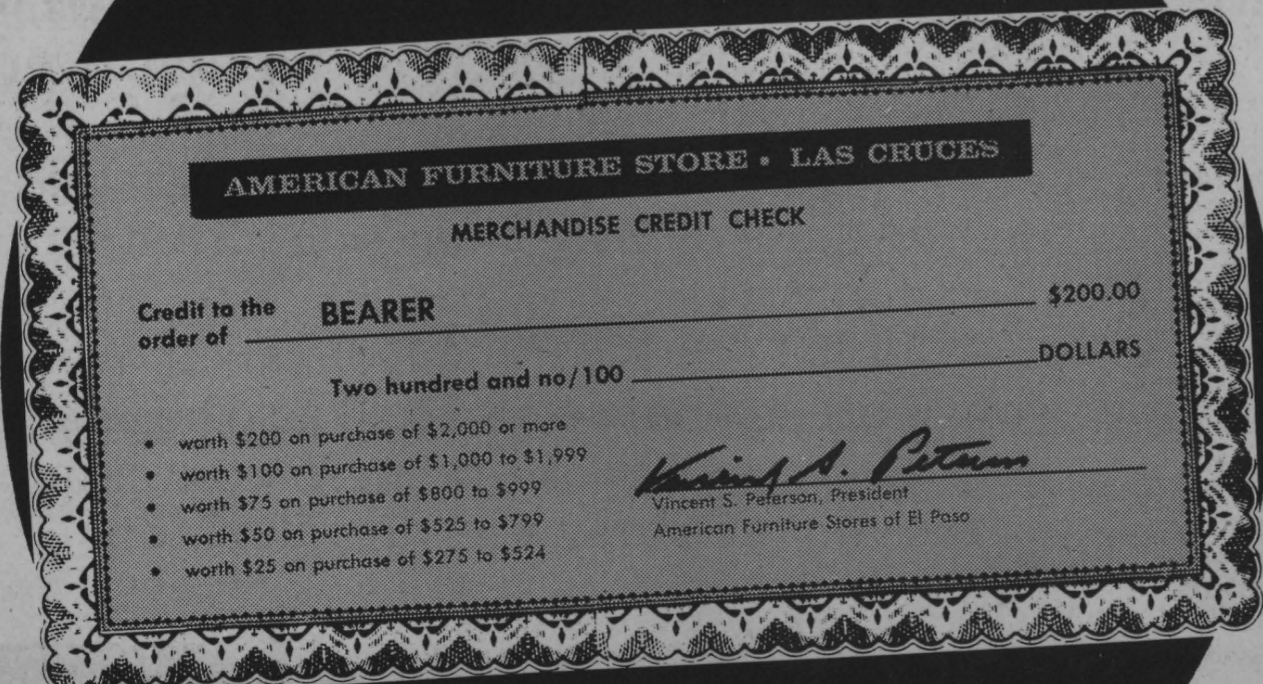 AMERICAN FURNITURE STORE • LAS CRUCES
MERCHANDISE CREDIT CHECK
Credit to the
order of BEARER $200.00
Two hundred and no/100 DOLLARS
• worth $200 on purchase of $2,000 or more
• worth $100 on purchase of $1,000 to $1,999
• worth $75 on purchase of $800 to $999
• worth $50 on purchase of $525 to $799
• worth $25 on purchase of $275 to $524
Vincent S. Peterson
Vincent S. Peterson, President
American Furniture Stores of El Paso